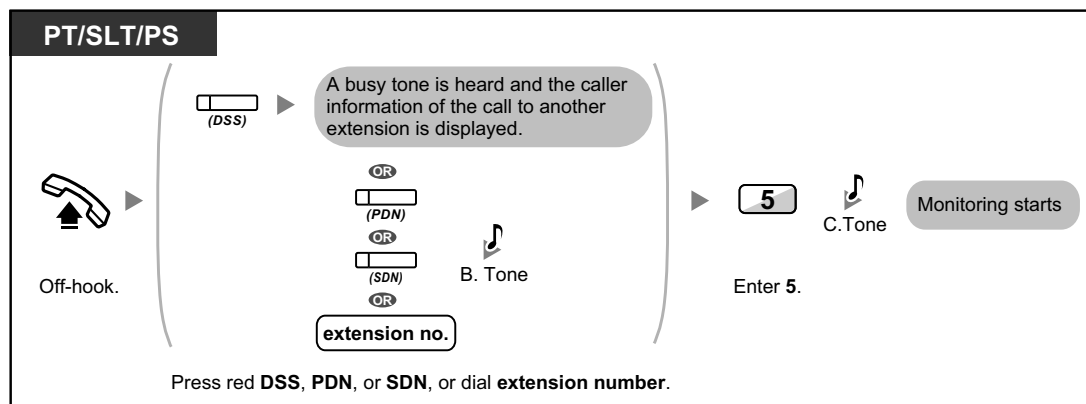 PT/SLT/PS
(DSS)
A busy tone is heard and the caller
information of the call to another
extension is displayed.
OR
(PDN)
OR
(SDN)
B. Tone
OR
extension no.
5
C.Tone
Monitoring starts
Off-hook.
Enter 5.
Press red DSS, PDN, or SDN, or dial extension number.